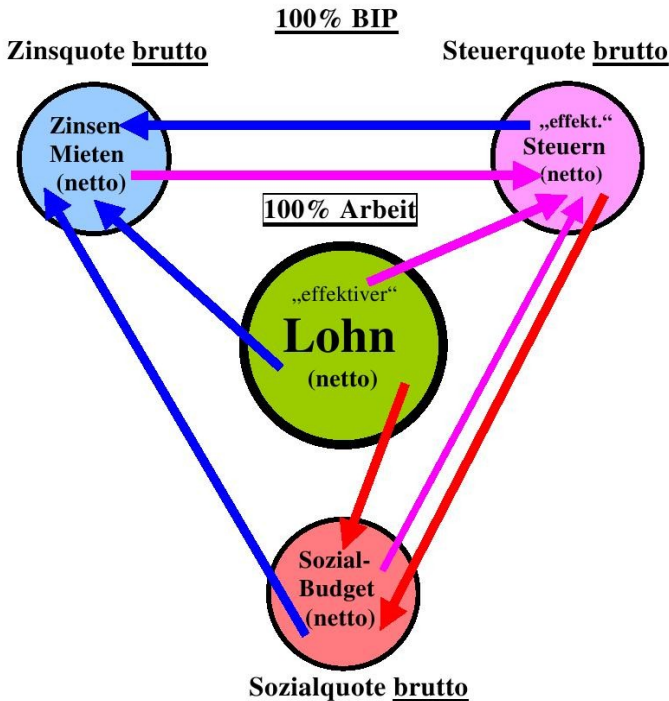 100% BIP
Zinsquote brutto
Steuerquote brutto
Zinsen
Mieten
(netto)
„effekt.“
Steuern
(netto)
100% Arbeit
„effektiver“
Lohn
(netto)
Sozial-
Budget
(netto)
Sozialquote brutto